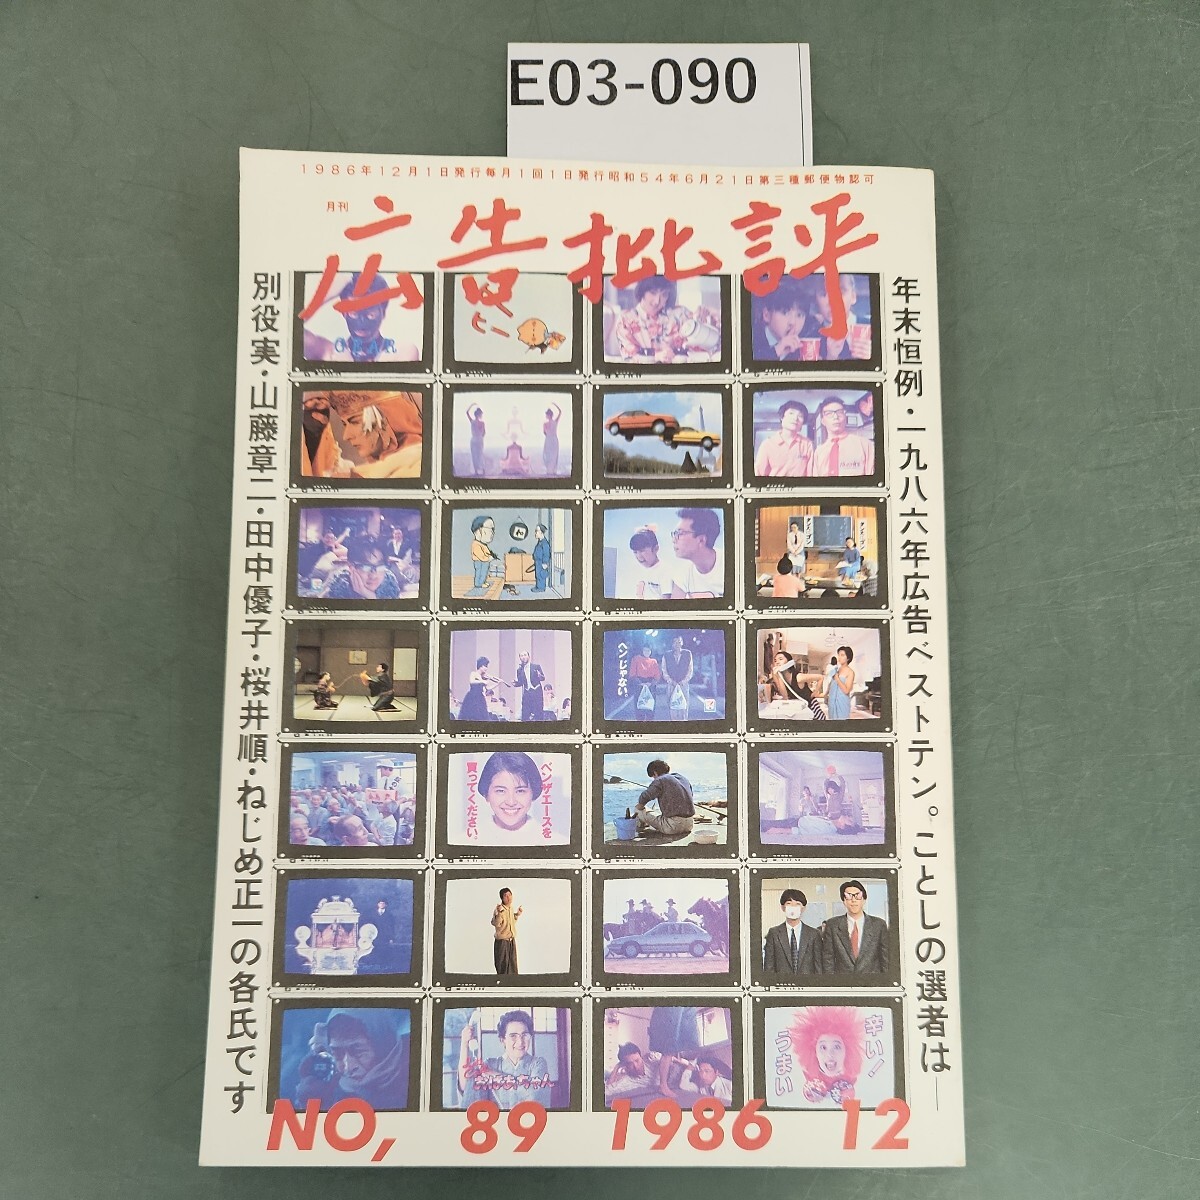 E03-090
1986年12月1日発行毎月1回1日発行昭和54年6月21日第三種郵便物認可
月刊
広告批評
年末恒例・一九八六年広告ベストテン。ことしの選者は―
別役実・山藤章二・田中優子・桜井順・ねじめ正一の各氏です
GEAR
ヘンじゃない。
ベンザエースを
買ってください。
辛い!
うまい
NO, 89 1986 12